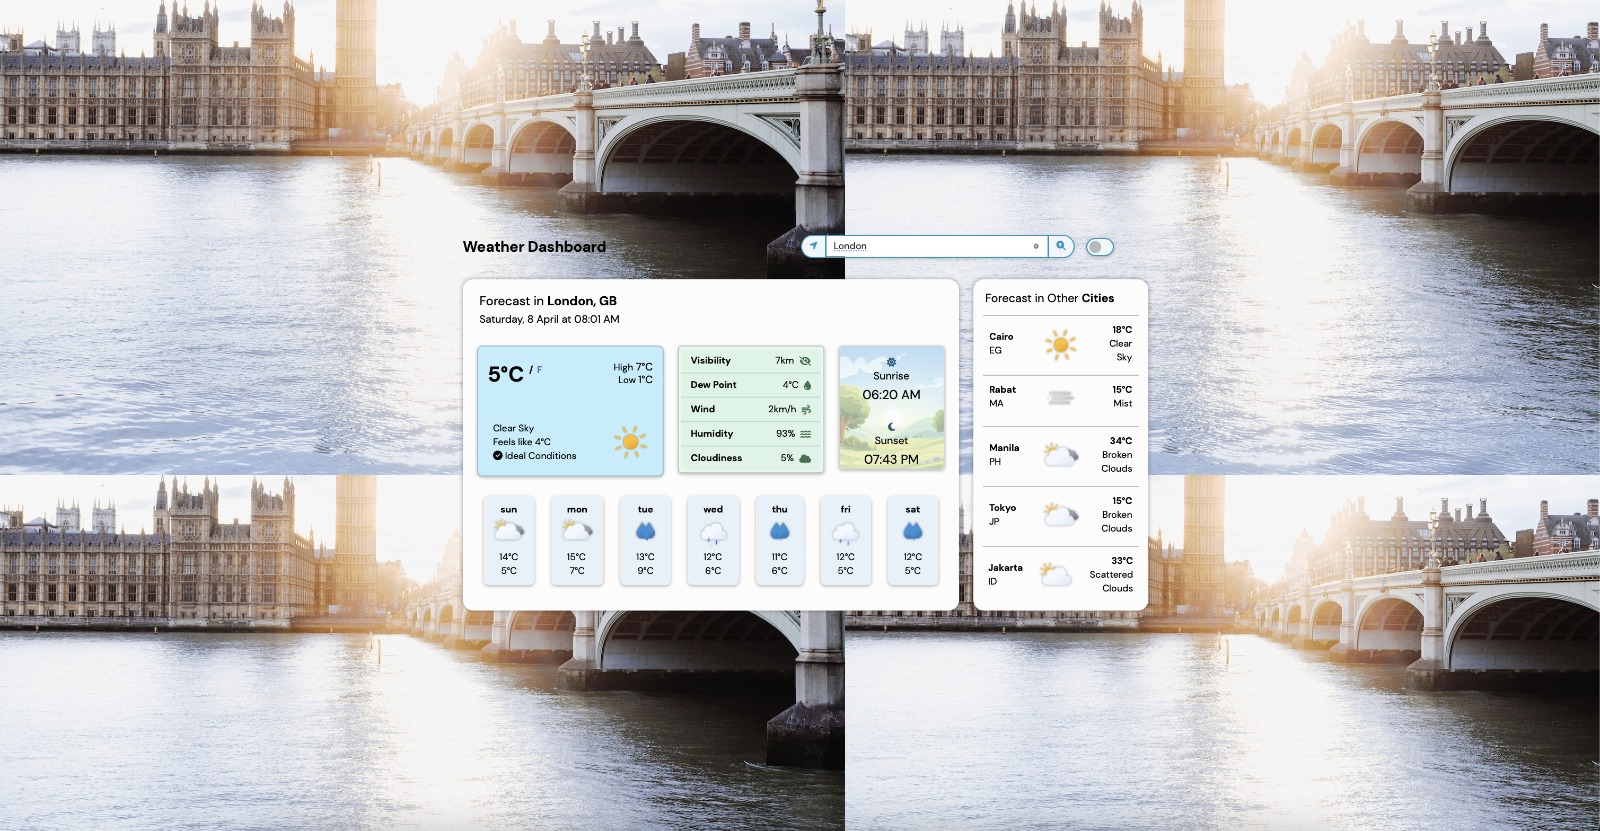 Weather Dashboard
London
Forecast in London, GB
Saturday, 8 April at 08:01 AM
5°C / F
High 7°C
Low 1°C
Clear Sky
Feels like 4°C
Ideal Conditions
Visibility 7km
Dew Point 4°C
Wind 2km/h
Humidity 93%
Cloudiness 5%
Sunrise
06:20 AM
Sunset
07:43 PM
sun
14°C
5°C
mon
15°C
7°C
tue
13°C
9°C
wed
12°C
6°C
thu
11°C
6°C
fri
12°C
5°C
sat
12°C
5°C
Forecast in Other Cities
Cairo
EG
18°C
Clear
Sky
Rabat
MA
15°C
Mist
Manila
PH
34°C
Broken
Clouds
Tokyo
JP
15°C
Broken
Clouds
Jakarta
ID
33°C
Scattered
Clouds